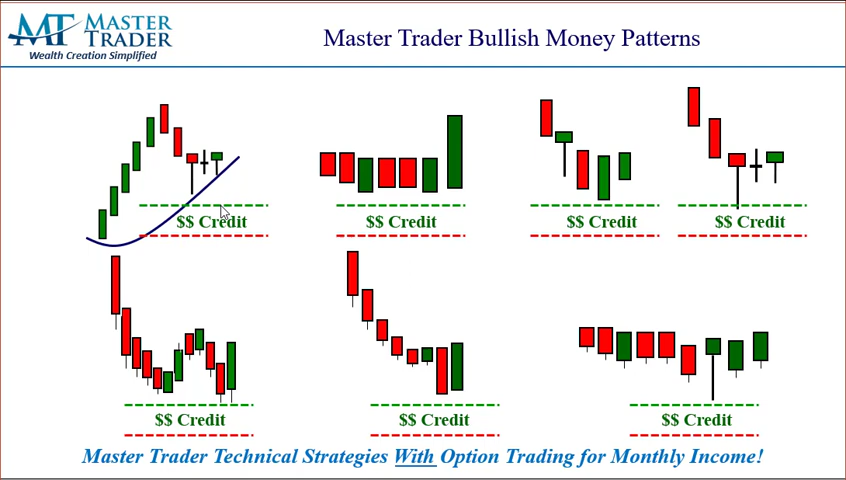 MT MASTER
TRADER
Wealth Creation Simplified
Master Trader Bullish Money Patterns
$$ Credit
$$ Credit
$$ Credit
$$ Credit
$$ Credit
$$ Credit
$$ Credit
Master Trader Technical Strategies With Option Trading for Monthly Income!